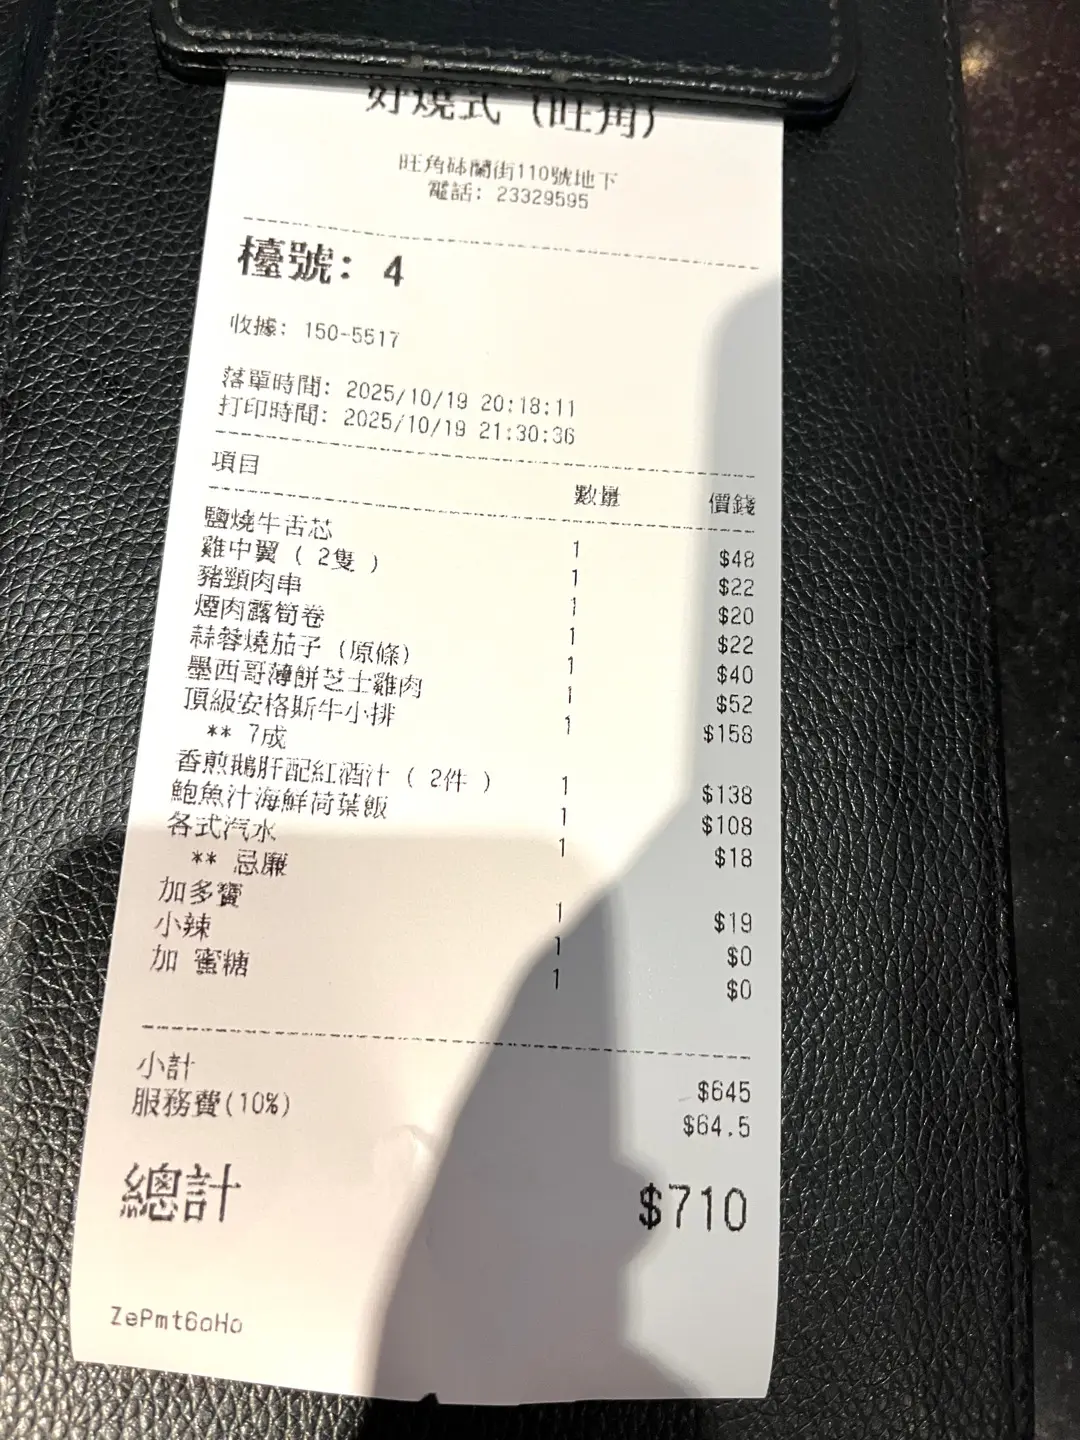 好燒式 (旺角)
旺角砵蘭街110號地下
電話: 23329595
檯號: 4
收據: 150-5517
落單時間: 2025/10/19 20:18:11
打印時間: 2025/10/19 21:30:36
項目 數量 價錢
鹽燒牛舌芯 1 $48
雞中翼 ( 2隻 ) 1 $22
豬頸肉串 1 $20
煙肉露筍卷 1 $22
蒜蓉燒茄子 (原條) 1 $40
墨西哥薄餅芝士雞肉 1 $52
頂級安格斯牛小排 1 $158
** 7成
香煎鵝肝配紅酒汁 ( 2件 ) 1 $138
鮑魚汁海鮮荷葉飯 1 $108
各式汽水 1 $18
** 忌廉
加多寶 1 $19
小辣 1 $0
加 蜜糖 1 $0
小計 $645
服務費(10%) $64.5
總計 $710
ZePmt6aHo